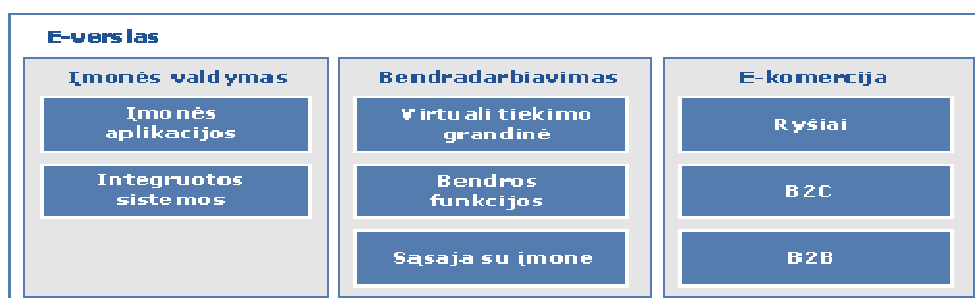 E-verslas
Įmonės valdymas
Įmonės
aplikacijos
Integruotos
sistemos
Bendradarbiavimas
Virtuali tiekimo
grandinė
Bendros
funkcijos
Sąsaja su įmone
E-komercija
Ryšiai
B2C
B2B